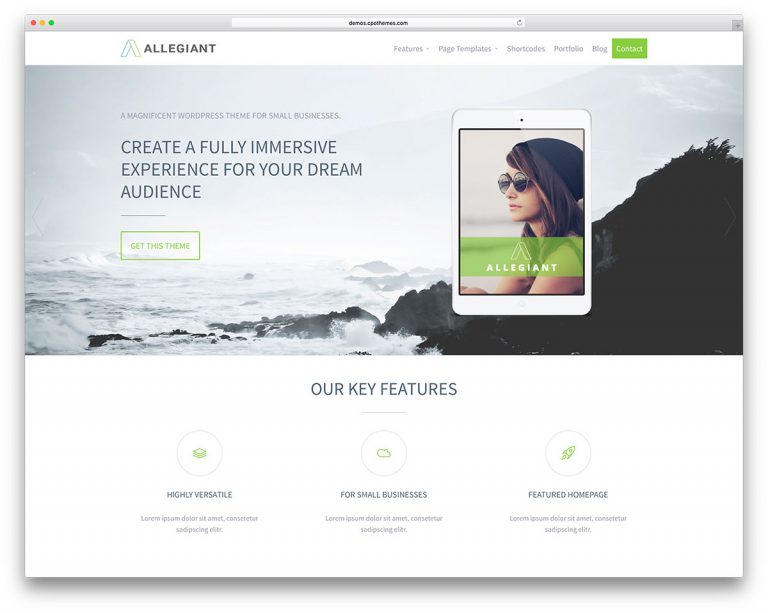 demos.cpothemes.com
ALLEGIANT
Features Page Templates Shortcodes Portfolio Blog Contact
A MAGNIFICENT WORDPRESS THEME FOR SMALL BUSINESSES.
CREATE A FULLY IMMERSIVE
EXPERIENCE FOR YOUR DREAM
AUDIENCE
GET THIS THEME
ALLEGIANT
OUR KEY FEATURES
HIGHLY VERSATILE
Lorem ipsum dolor sit amet, consetetur
sadipscing elitr.
FOR SMALL BUSINESSES
Lorem ipsum dolor sit amet, consetetur
sadipscing elitr.
FEATURED HOMEPAGE
Lorem ipsum dolor sit amet, consetetur
sadipscing elitr.